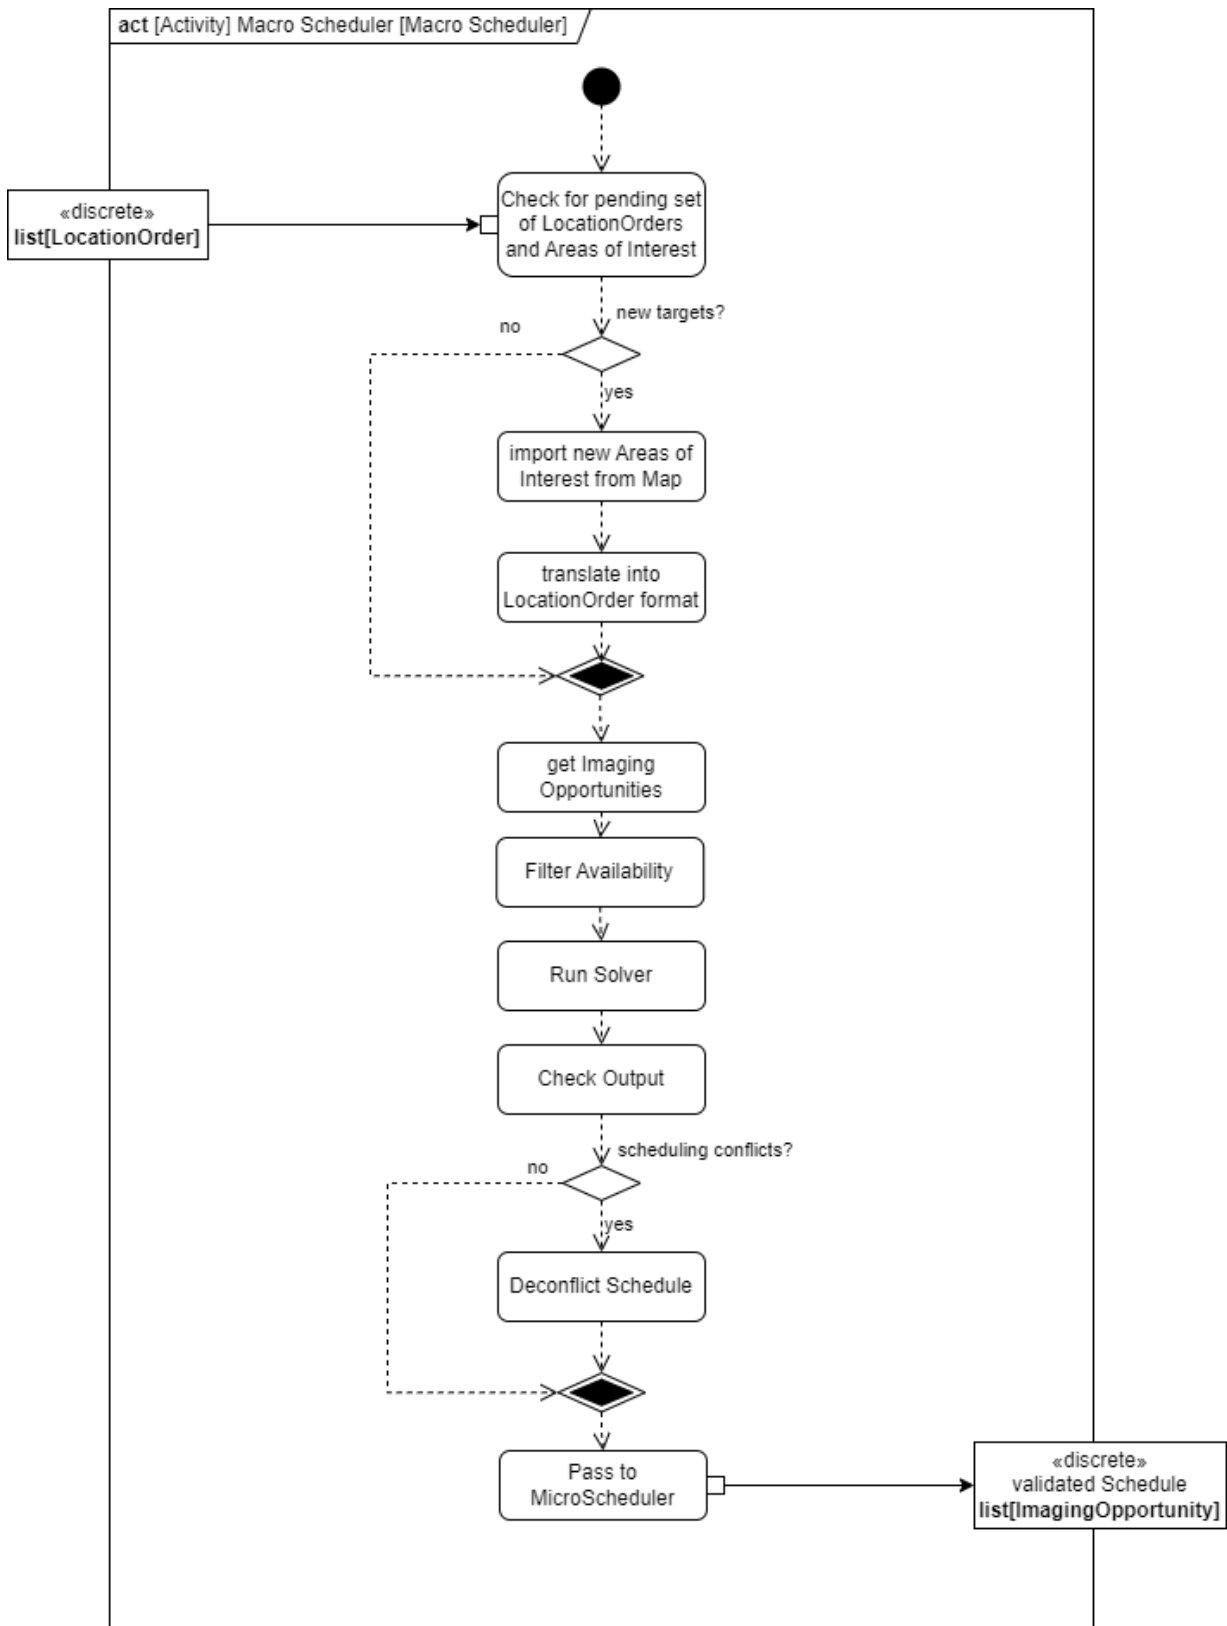 act [Activity] Macro Scheduler [Macro Scheduler]
Check for pending set
of LocationOrders
and Areas of Interest
«discrete»
list[LocationOrder]
new targets?
no
yes
import new Areas of
Interest from Map
translate into
LocationOrder format
get Imaging
Opportunities
Filter Availability
Run Solver
Check Output
scheduling conflicts?
no
yes
Deconflict Schedule
Pass to
MicroScheduler
«discrete»
validated Schedule
list[ImagingOpportunity]